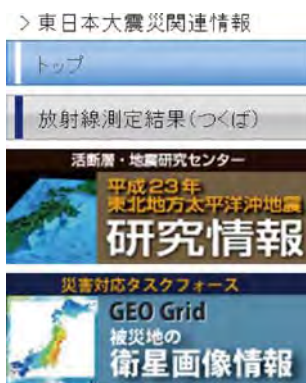 > 東日本大震災関連情報
トップ
放射線測定結果(つくば)
活断層・地震研究センター
平成23年
東北地方太平洋沖地震
研究情報
災害対応タスクフォース
GEO Grid
被災地の
衛星画像情報